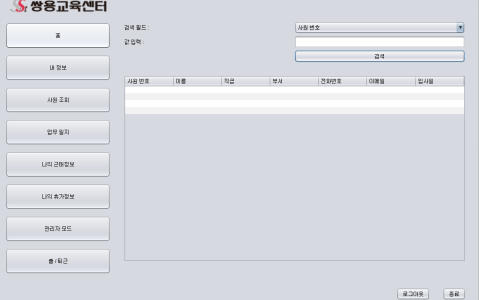 쌍용교육센터
홈
내 정보
사원 조회
업무 일지
나의 근태정보
나의 휴가정보
관리자 모드
출 / 퇴근
검색 필드 :
사원 번호
값 입력 :
검색
사원 번호 이름 직급 부서 전화번호 이메일 입사일
로그아웃 종료